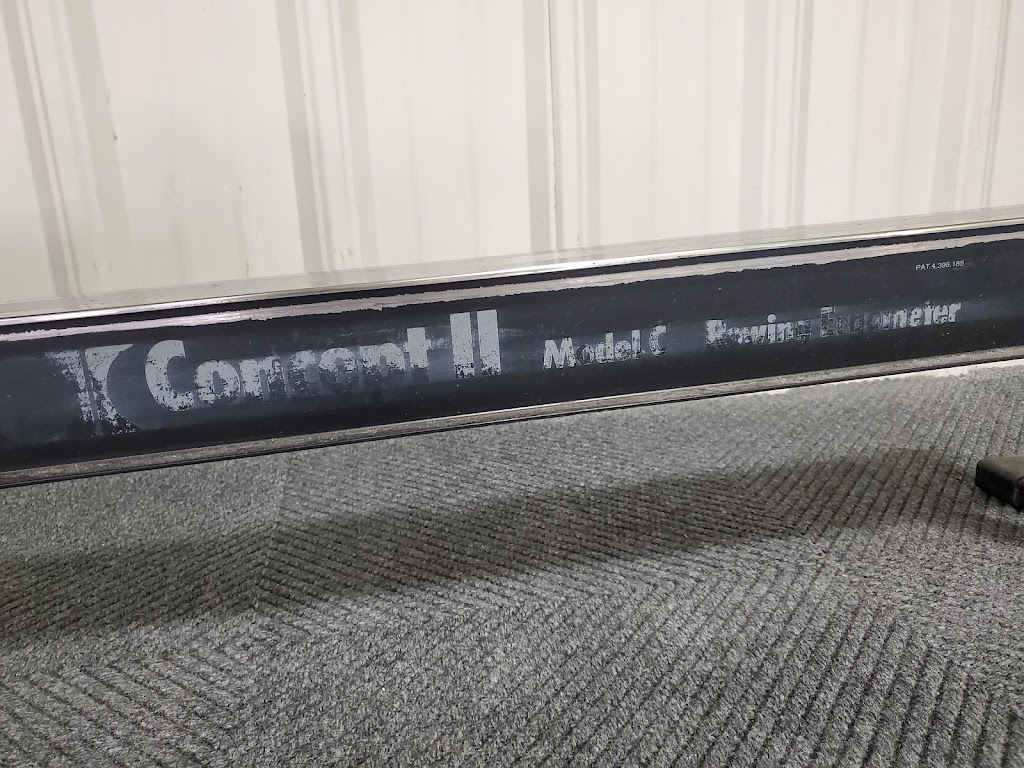 PAT. 4,396,188
Concept II Model C Rowing Ergometer